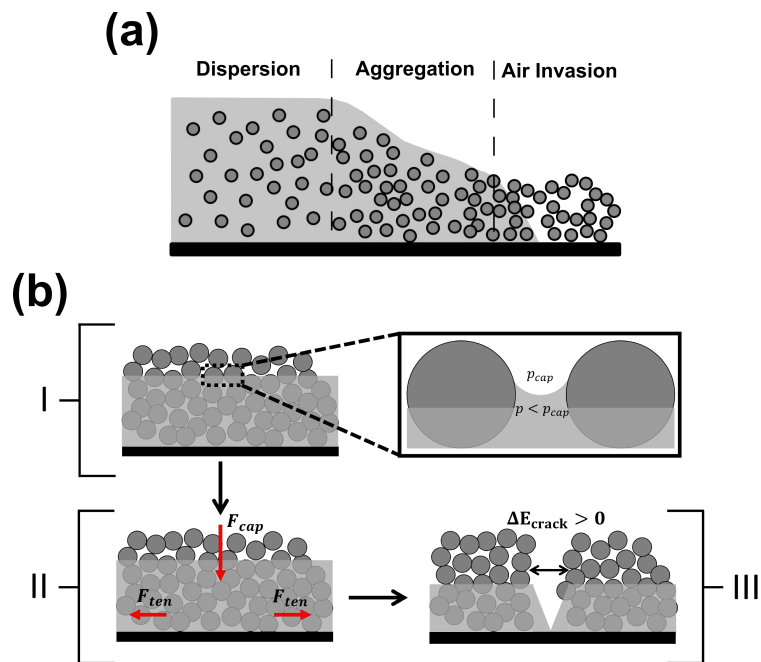 (a)
Dispersion Aggregation Air Invasion
(b)
I
p_cap
p < p_cap
II
F_cap
F_ten F_ten
ΔE_crack > 0
III